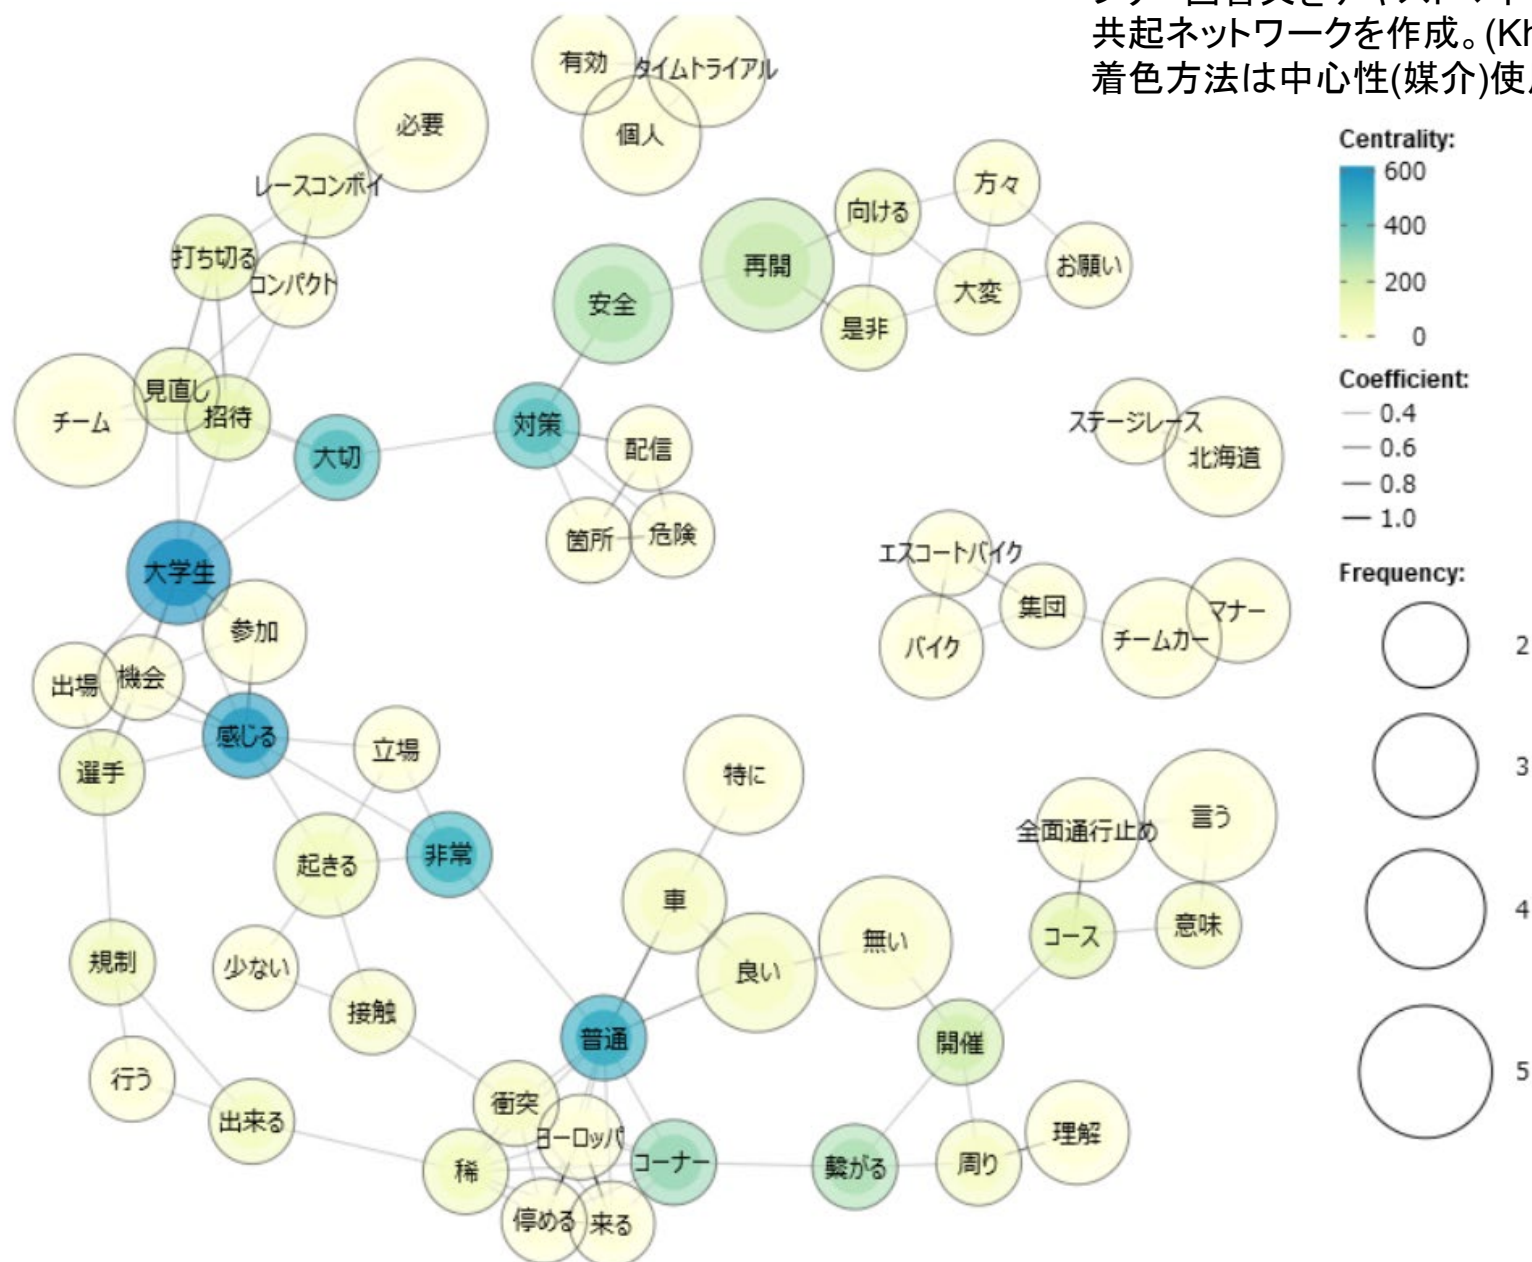 共起ネットワークを作成。(Kh
着色方法は中心性(媒介)使
有効
タイムトライアル
個人
必要
レースコンボイ
打ち切る
コンパクト
見直し
チーム
招待
大切
安全
再開
向ける
方々
お願い
大変
是非
対策
配信
箇所
危険
ステージレース
北海道
エスコートバイク
集団
バイク
チームカー
マナー
大学生
参加
出場
機会
感じる
選手
立場
起きる
非常
少ない
接触
規制
行う
出来る
特に
車
良い
無い
普通
衝突
ヨーロッパ
稀
コーナー
停める
来る
繋がる
開催
周り
理解
コース
意味
全面通行止め
言う
Centrality:
600
400
200
0
Coefficient:
0.4
0.6
0.8
1.0
Frequency:
2
3
4
5